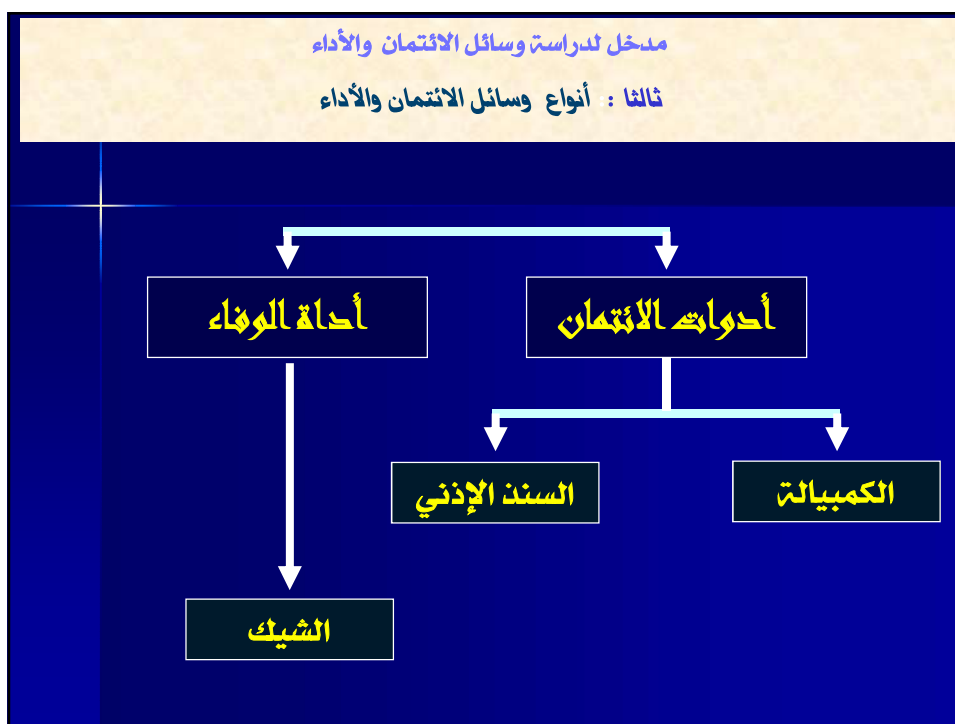 مدخل لدراسة وسائل الائتمان والأداء
ثالثا : أنواع وسائل الائتمان والأداء
أدوات الائتمان
أداة الوفاء
الكمبيالة
السند الإذني
الشيك